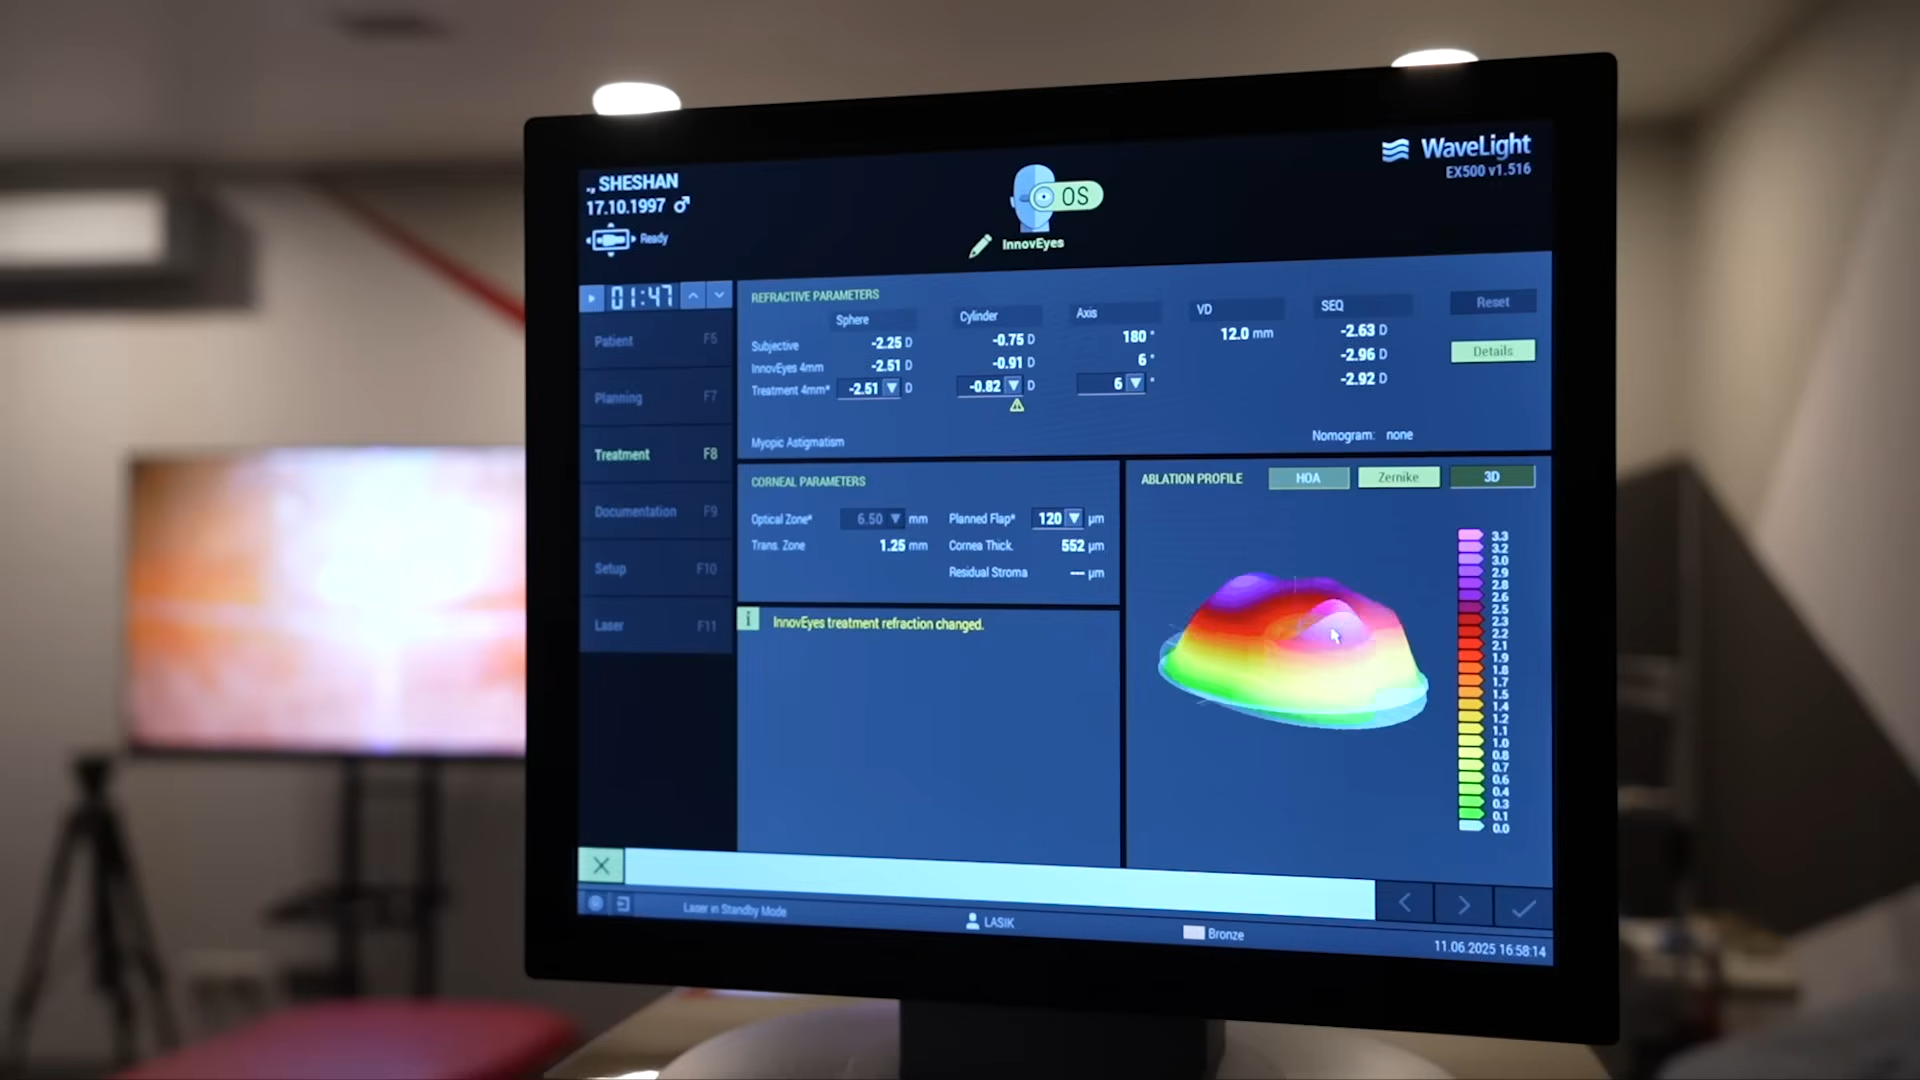 ., SHESHAN
17.10.1997 ♂
Ready
OS
InnovEyes
WaveLight
EX500 v1.516
01:47
Patient F5
Planning F7
Treatment F8
Documentation F9
Setup F10
Laser F11
REFRACTIVE PARAMETERS
Sphere Cylinder Axis VD SEQ Reset
Subjective -2.25 D -0.75 D 180 ° 12.0 mm -2.63 D
InnovEyes 4mm -2.51 D -0.91 D 6 ° -2.96 D Details
Treatment 4mm* -2.51 D -0.82 D 6 ° -2.92 D
Myopic Astigmatism Nomogram: none
CORNEAL PARAMETERS
Optical Zone* 6.50 mm Planned Flap* 120 µm
Trans. Zone 1.25 mm Cornea Thick. 552 µm
Residual Stroma --- µm
i InnovEyes treatment refraction changed.
ABLATION PROFILE HOA Zernike 3D
3.3
3.2
3.0
2.9
2.8
2.6
2.5
2.3
2.2
2.1
1.9
1.8
1.7
1.5
1.4
1.2
1.1
1.0
0.8
0.7
0.6
0.4
0.3
0.1
0.0
Laser in Standby Mode LASIK Bronze 11.06.2025 16:58:14